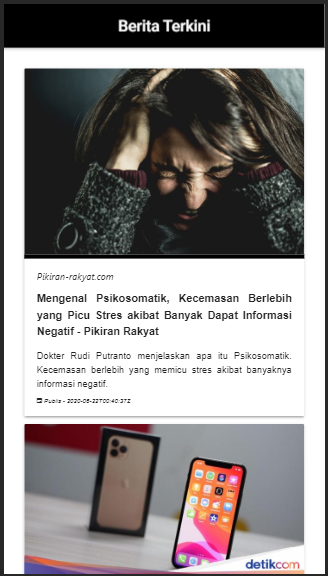 Berita Terkini
Pikiran-rakyat.com
Mengenal Psikosomatik, Kecemasan Berlebih
yang Picu Stres akibat Banyak Dapat Informasi
Negatif - Pikiran Rakyat
Dokter Rudi Putranto menjelaskan apa itu Psikosomatik.
Kecemasan berlebih yang memicu stres akibat banyaknya
informasi negatif.
Publis - 2020-06-22T00:40:37Z
detikcom